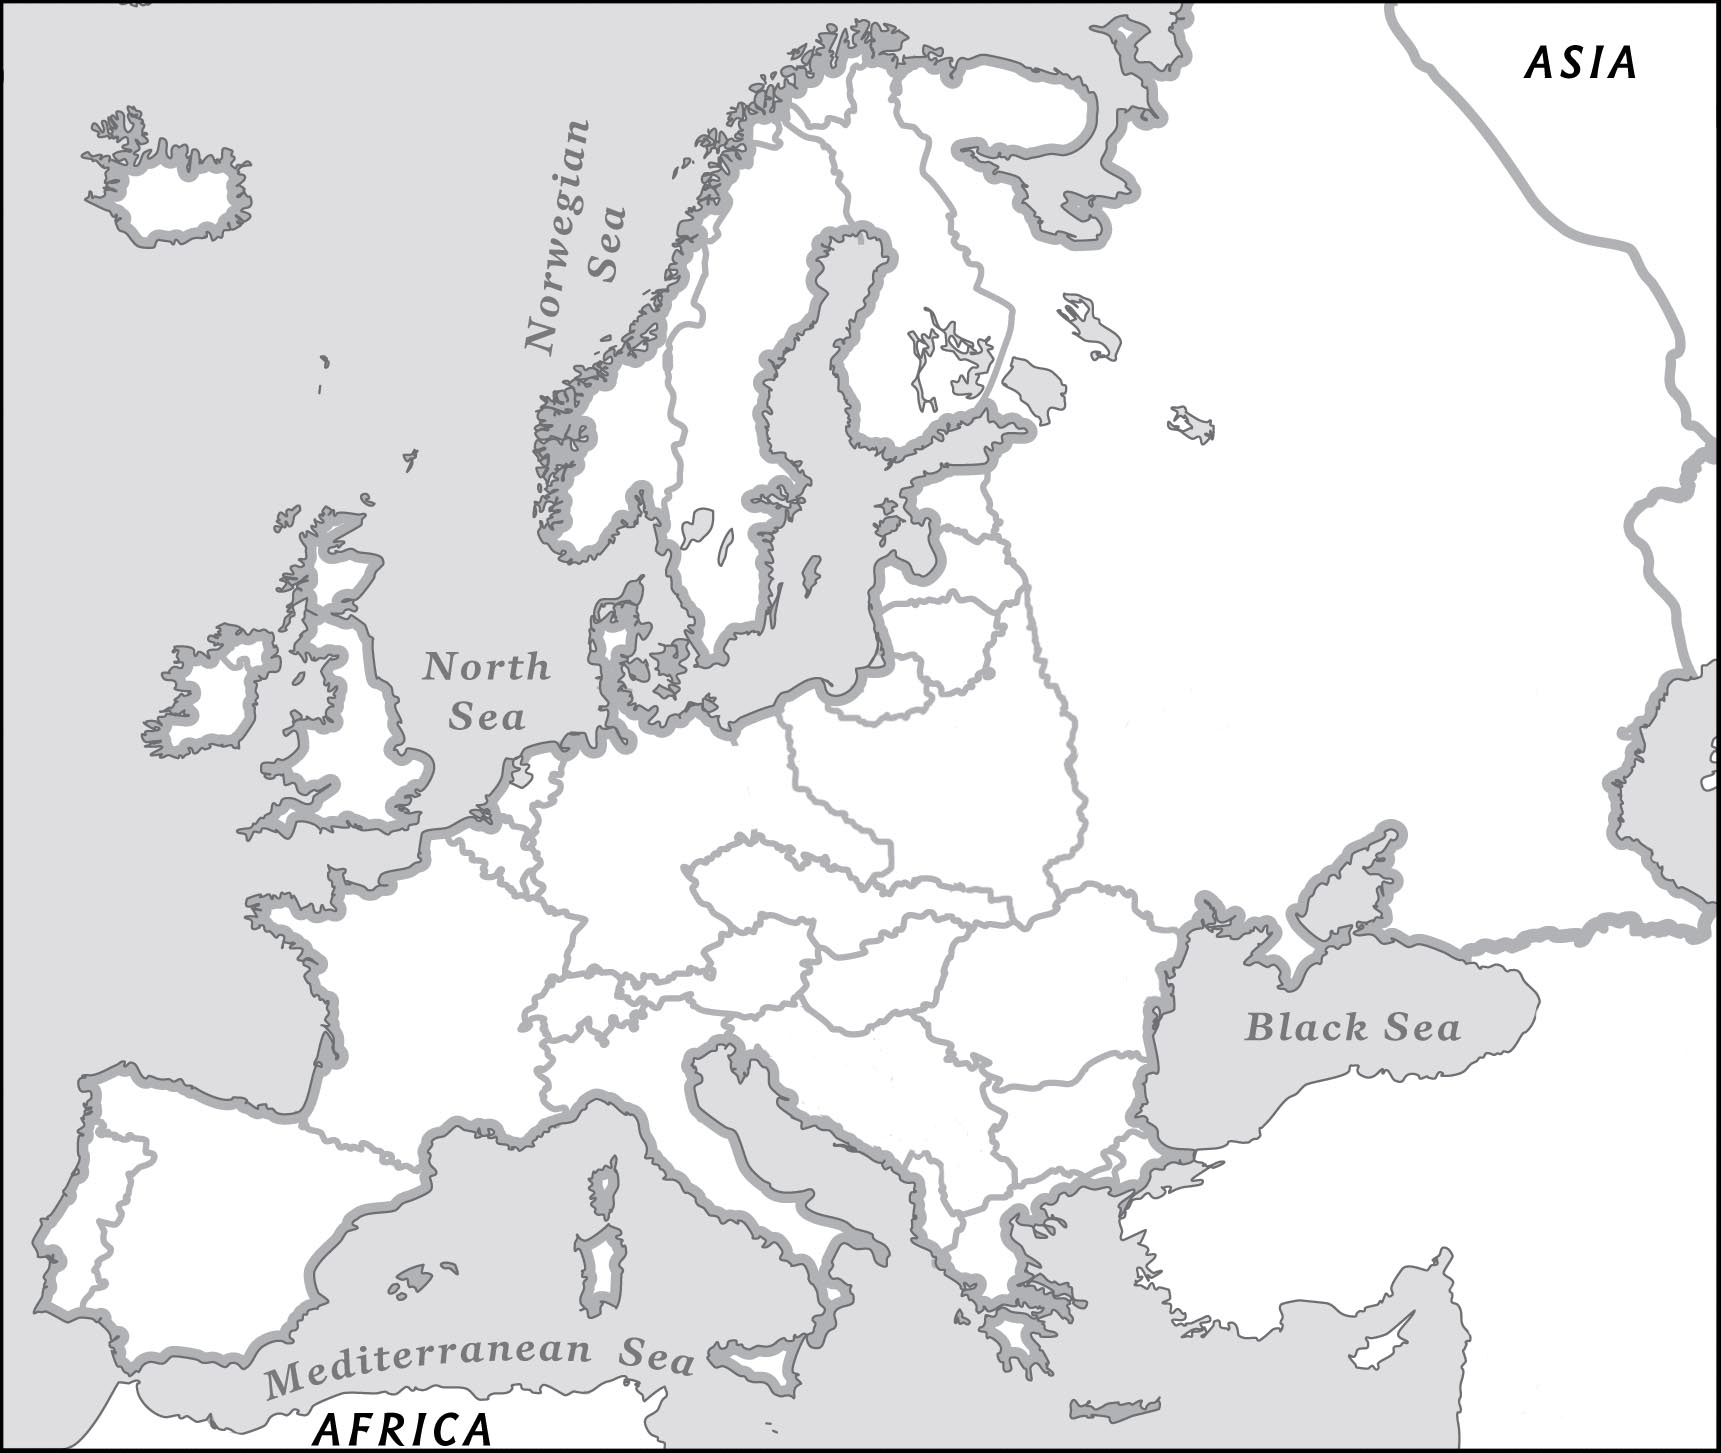 ASIA
Norwegian
Sea
North
Sea
Black Sea
Mediterranean Sea
AFRICA